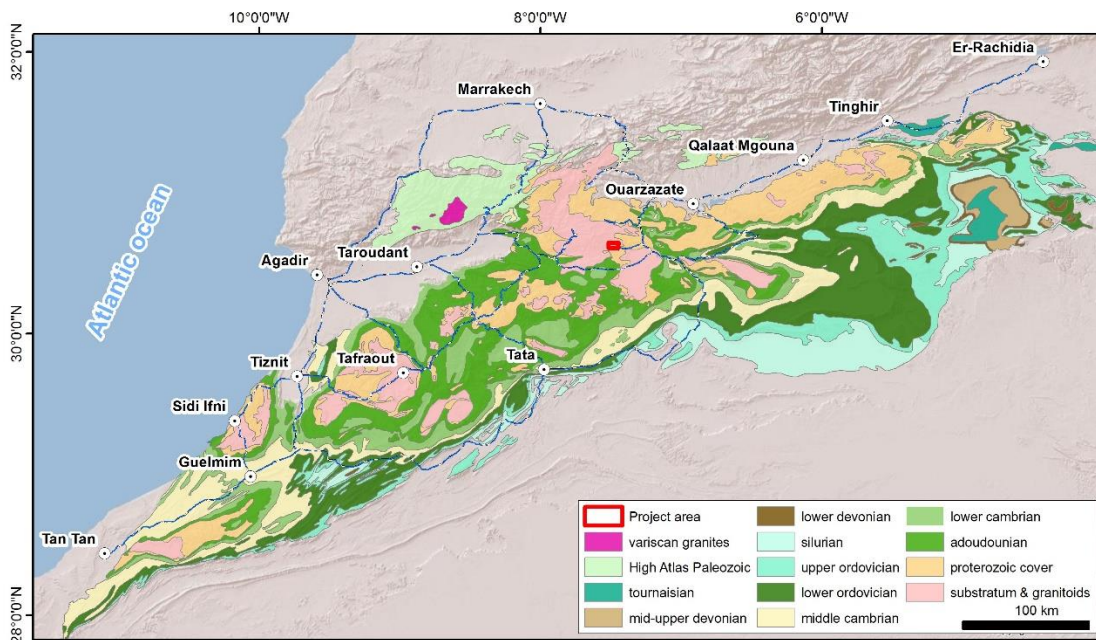 10°0'0"W
8°0'0"W
6°0'0"W
32°0'0"N
30°0'0"N
28°0'0"N
Er-Rachidia
Marrakech
Tinghir
Qalaat Mgouna
Ouarzazate
Atlantic ocean
Taroudant
Agadir
Tiznit
Tafraout
Tata
Sidi Ifni
Guelmim
Tan Tan
Project area
variscan granites
High Atlas Paleozoic
tournaisian
mid-upper devonian
lower devonian
silurian
upper ordovician
lower ordovician
middle cambrian
lower cambrian
adoudounian
proterozoic cover
substratum & granitoids
100 km